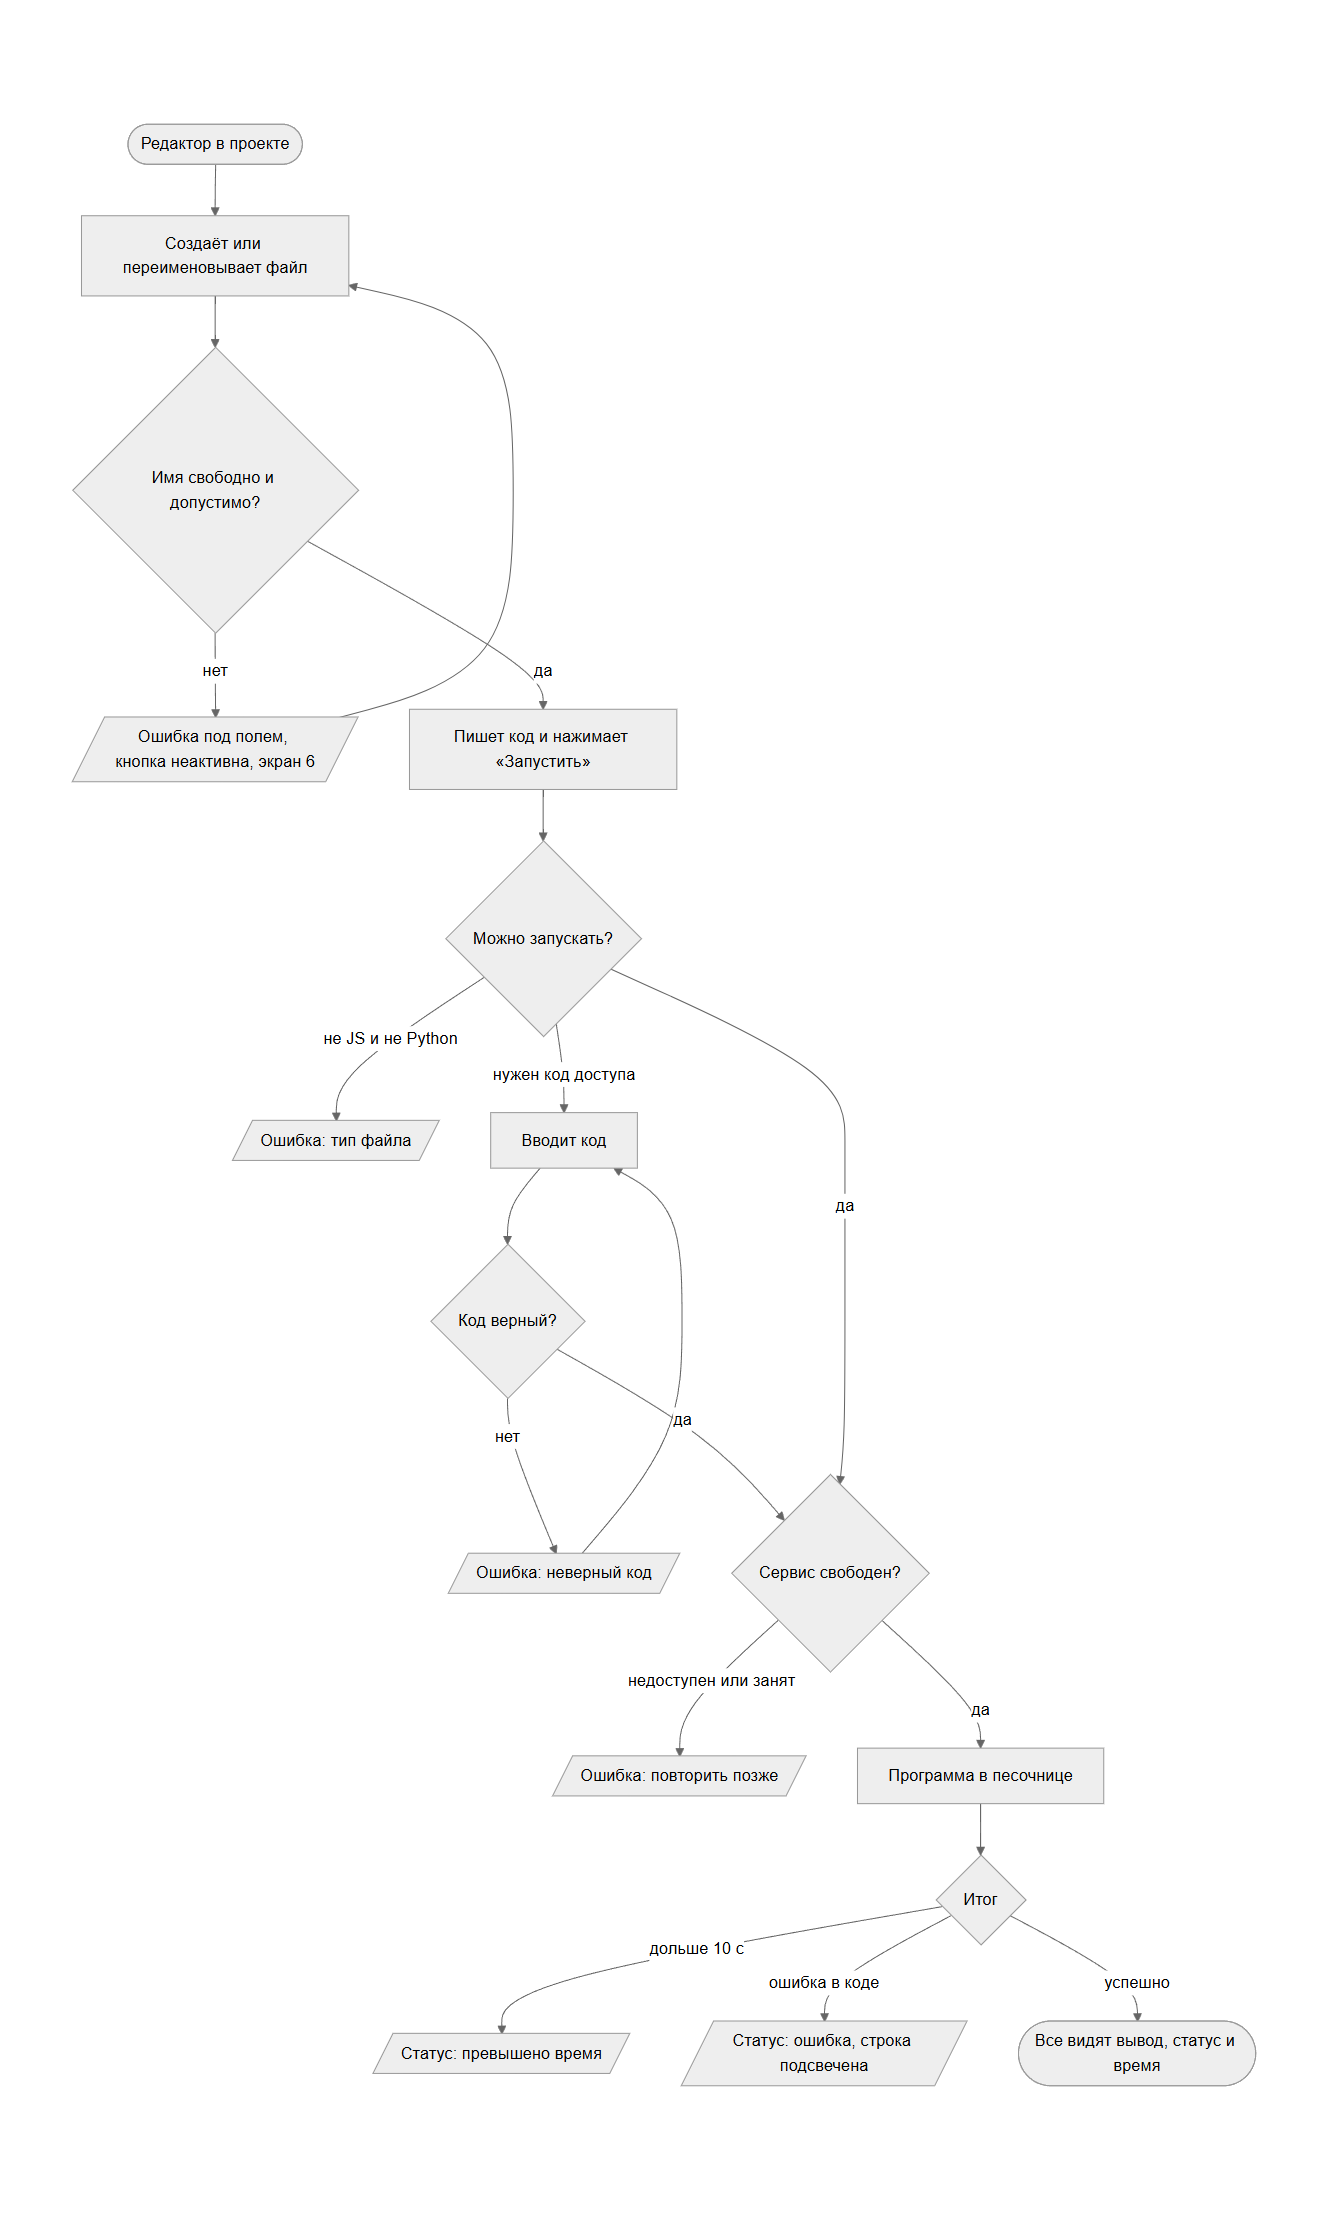 Редактор в проекте
Создаёт или
переименовывает файл
Имя свободно и
допустимо?
нет
да
Ошибка под полем,
кнопка неактивна, экран 6
Пишет код и нажимает
«Запустить»
Можно запускать?
не JS и не Python
нужен код доступа
Ошибка: тип файла
Вводит код
да
Код верный?
да
нет
Ошибка: неверный код
Сервис свободен?
недоступен или занят
да
Ошибка: повторить позже
Программа в песочнице
Итог
дольше 10 с
ошибка в коде
успешно
Статус: превышено время
Статус: ошибка, строка
подсвечена
Все видят вывод, статус и
время